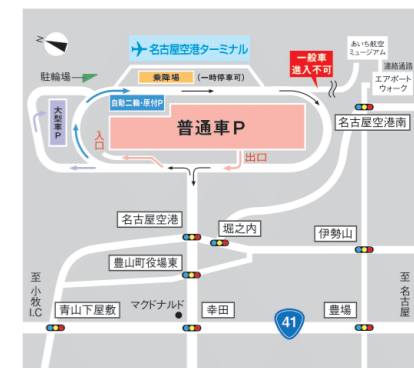 N
名古屋空港ターミナル
あいち航空
ミュージアム
一般車
進入不可
連絡通路
エアポート
ウォーク
駐輪場
乗降場
(一時停車可)
自動二輪・原付P
大型車P
普通車P
名古屋空港南
入口
出口
名古屋空港
堀之内
伊勢山
豊山町役場東
至小牧I.C
至名古屋
青山下屋敷
マクドナルド
幸田
41
豊場